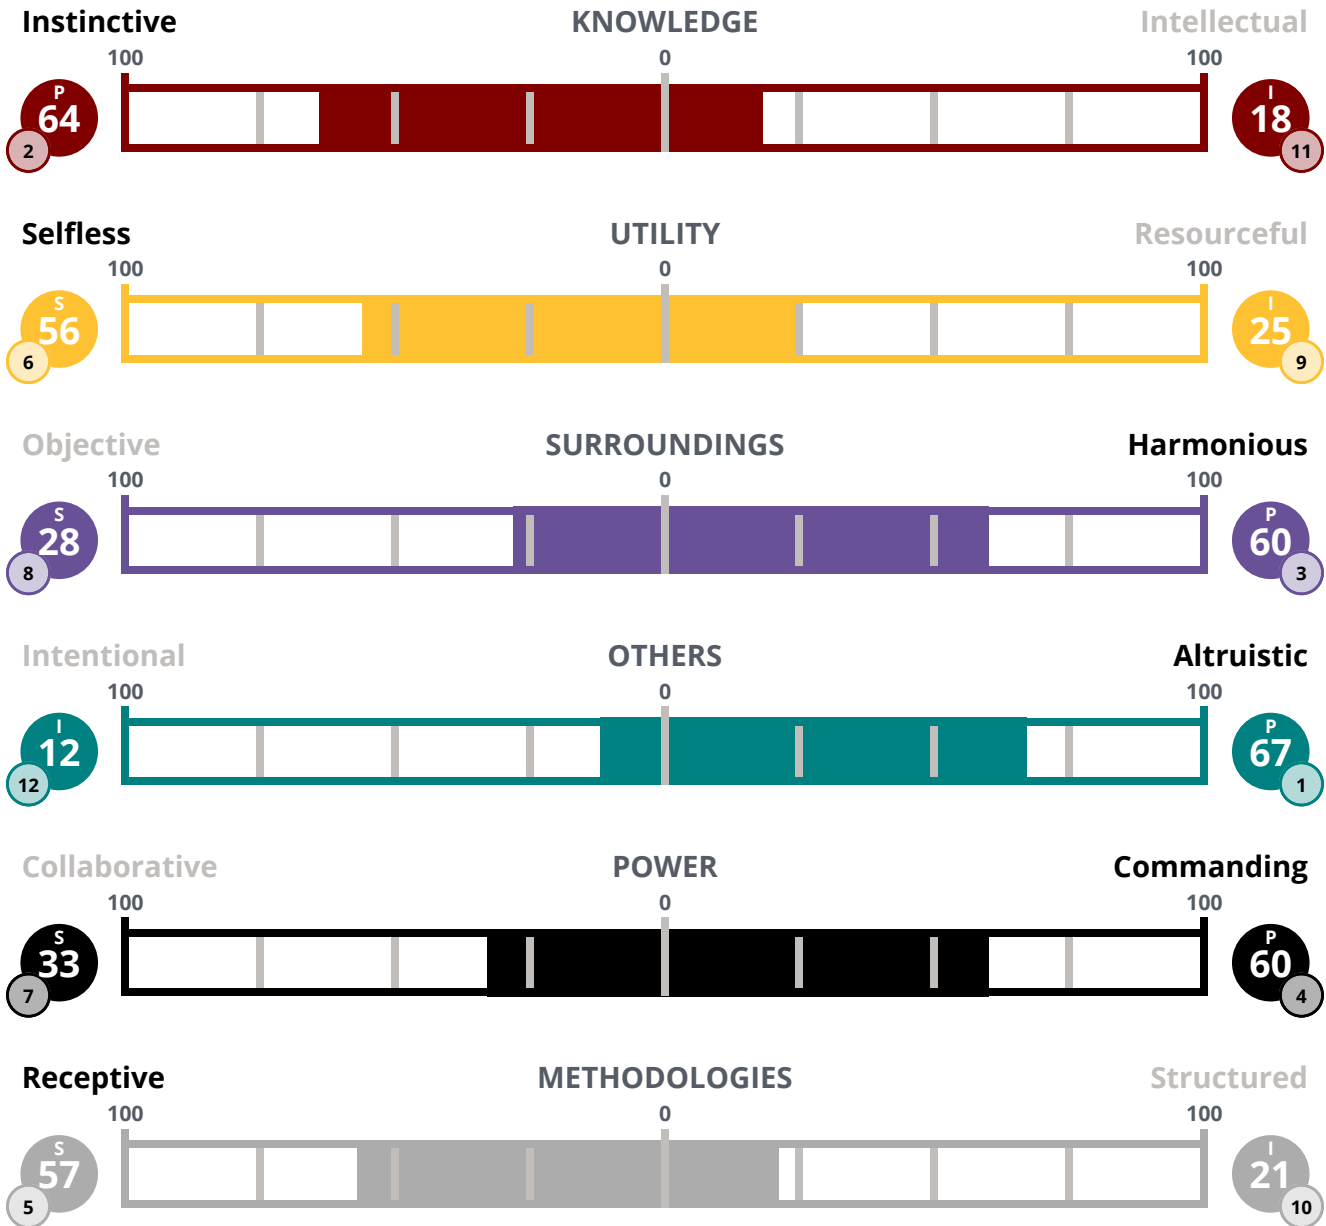 Instinctive KNOWLEDGE Intellectual
100 0 100
P I
64 18
2 11
Selfless UTILITY Resourceful
100 0 100
S I
56 25
6 9
Objective SURROUNDINGS Harmonious
100 0 100
S P
28 60
8 3
Intentional OTHERS Altruistic
100 0 100
I P
12 67
12 1
Collaborative POWER Commanding
100 0 100
S P
33 60
7 4
Receptive METHODOLOGIES Structured
100 0 100
S I
57 21
5 10